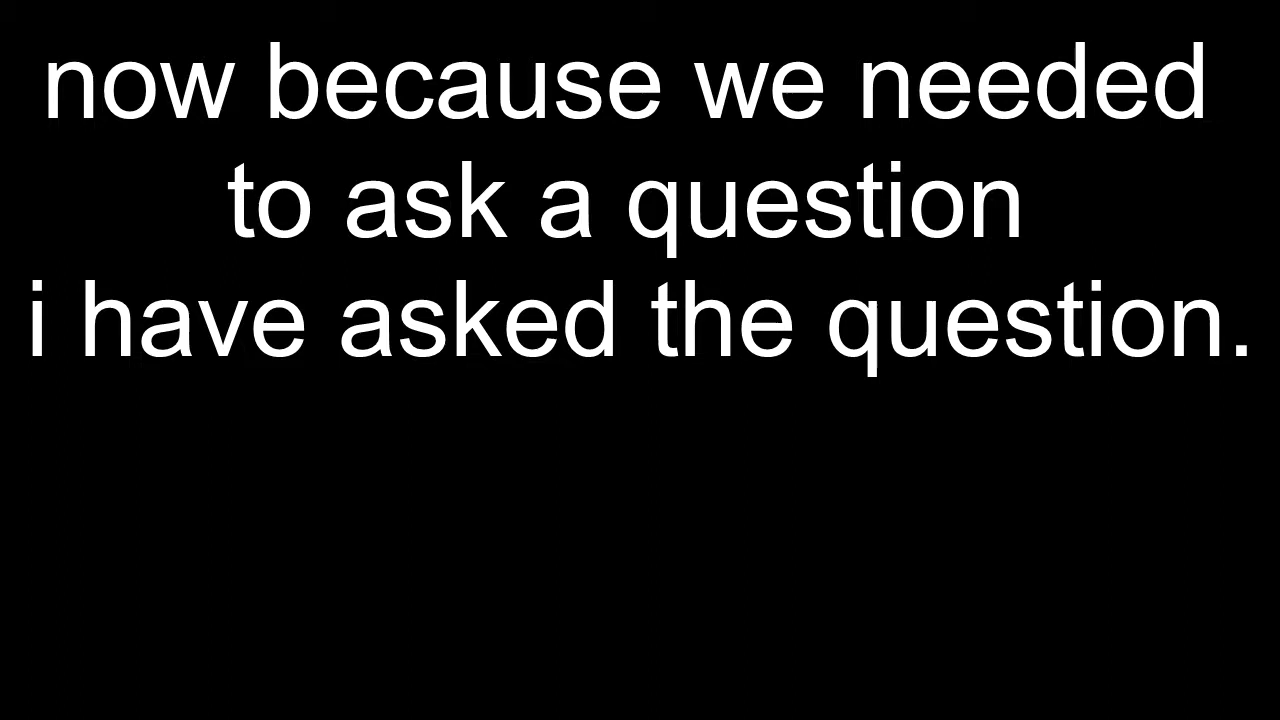 now because we needed
to ask a question
i have asked the question.